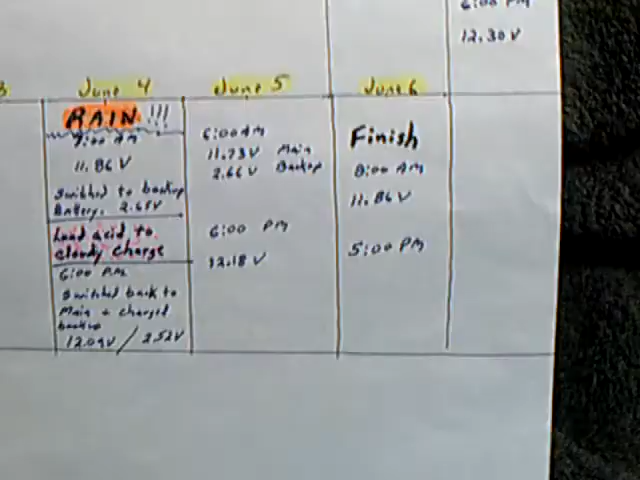 6:00 PM
12.30 V
3
June 4
June 5
June 6
RAIN !!!
7:00 AM
11.86 V
Switched to backup
Battery. 2.65V
Lead acid to
cloudy charge
6:00 P.M
Switched back to
Main & charged
backup
12.09V / 2.52V
6:00 AM
11.73V Main
2.66 V Backup
6:00 PM
12.18 V
Finish
8:00 AM
11.86 V
5:00 PM